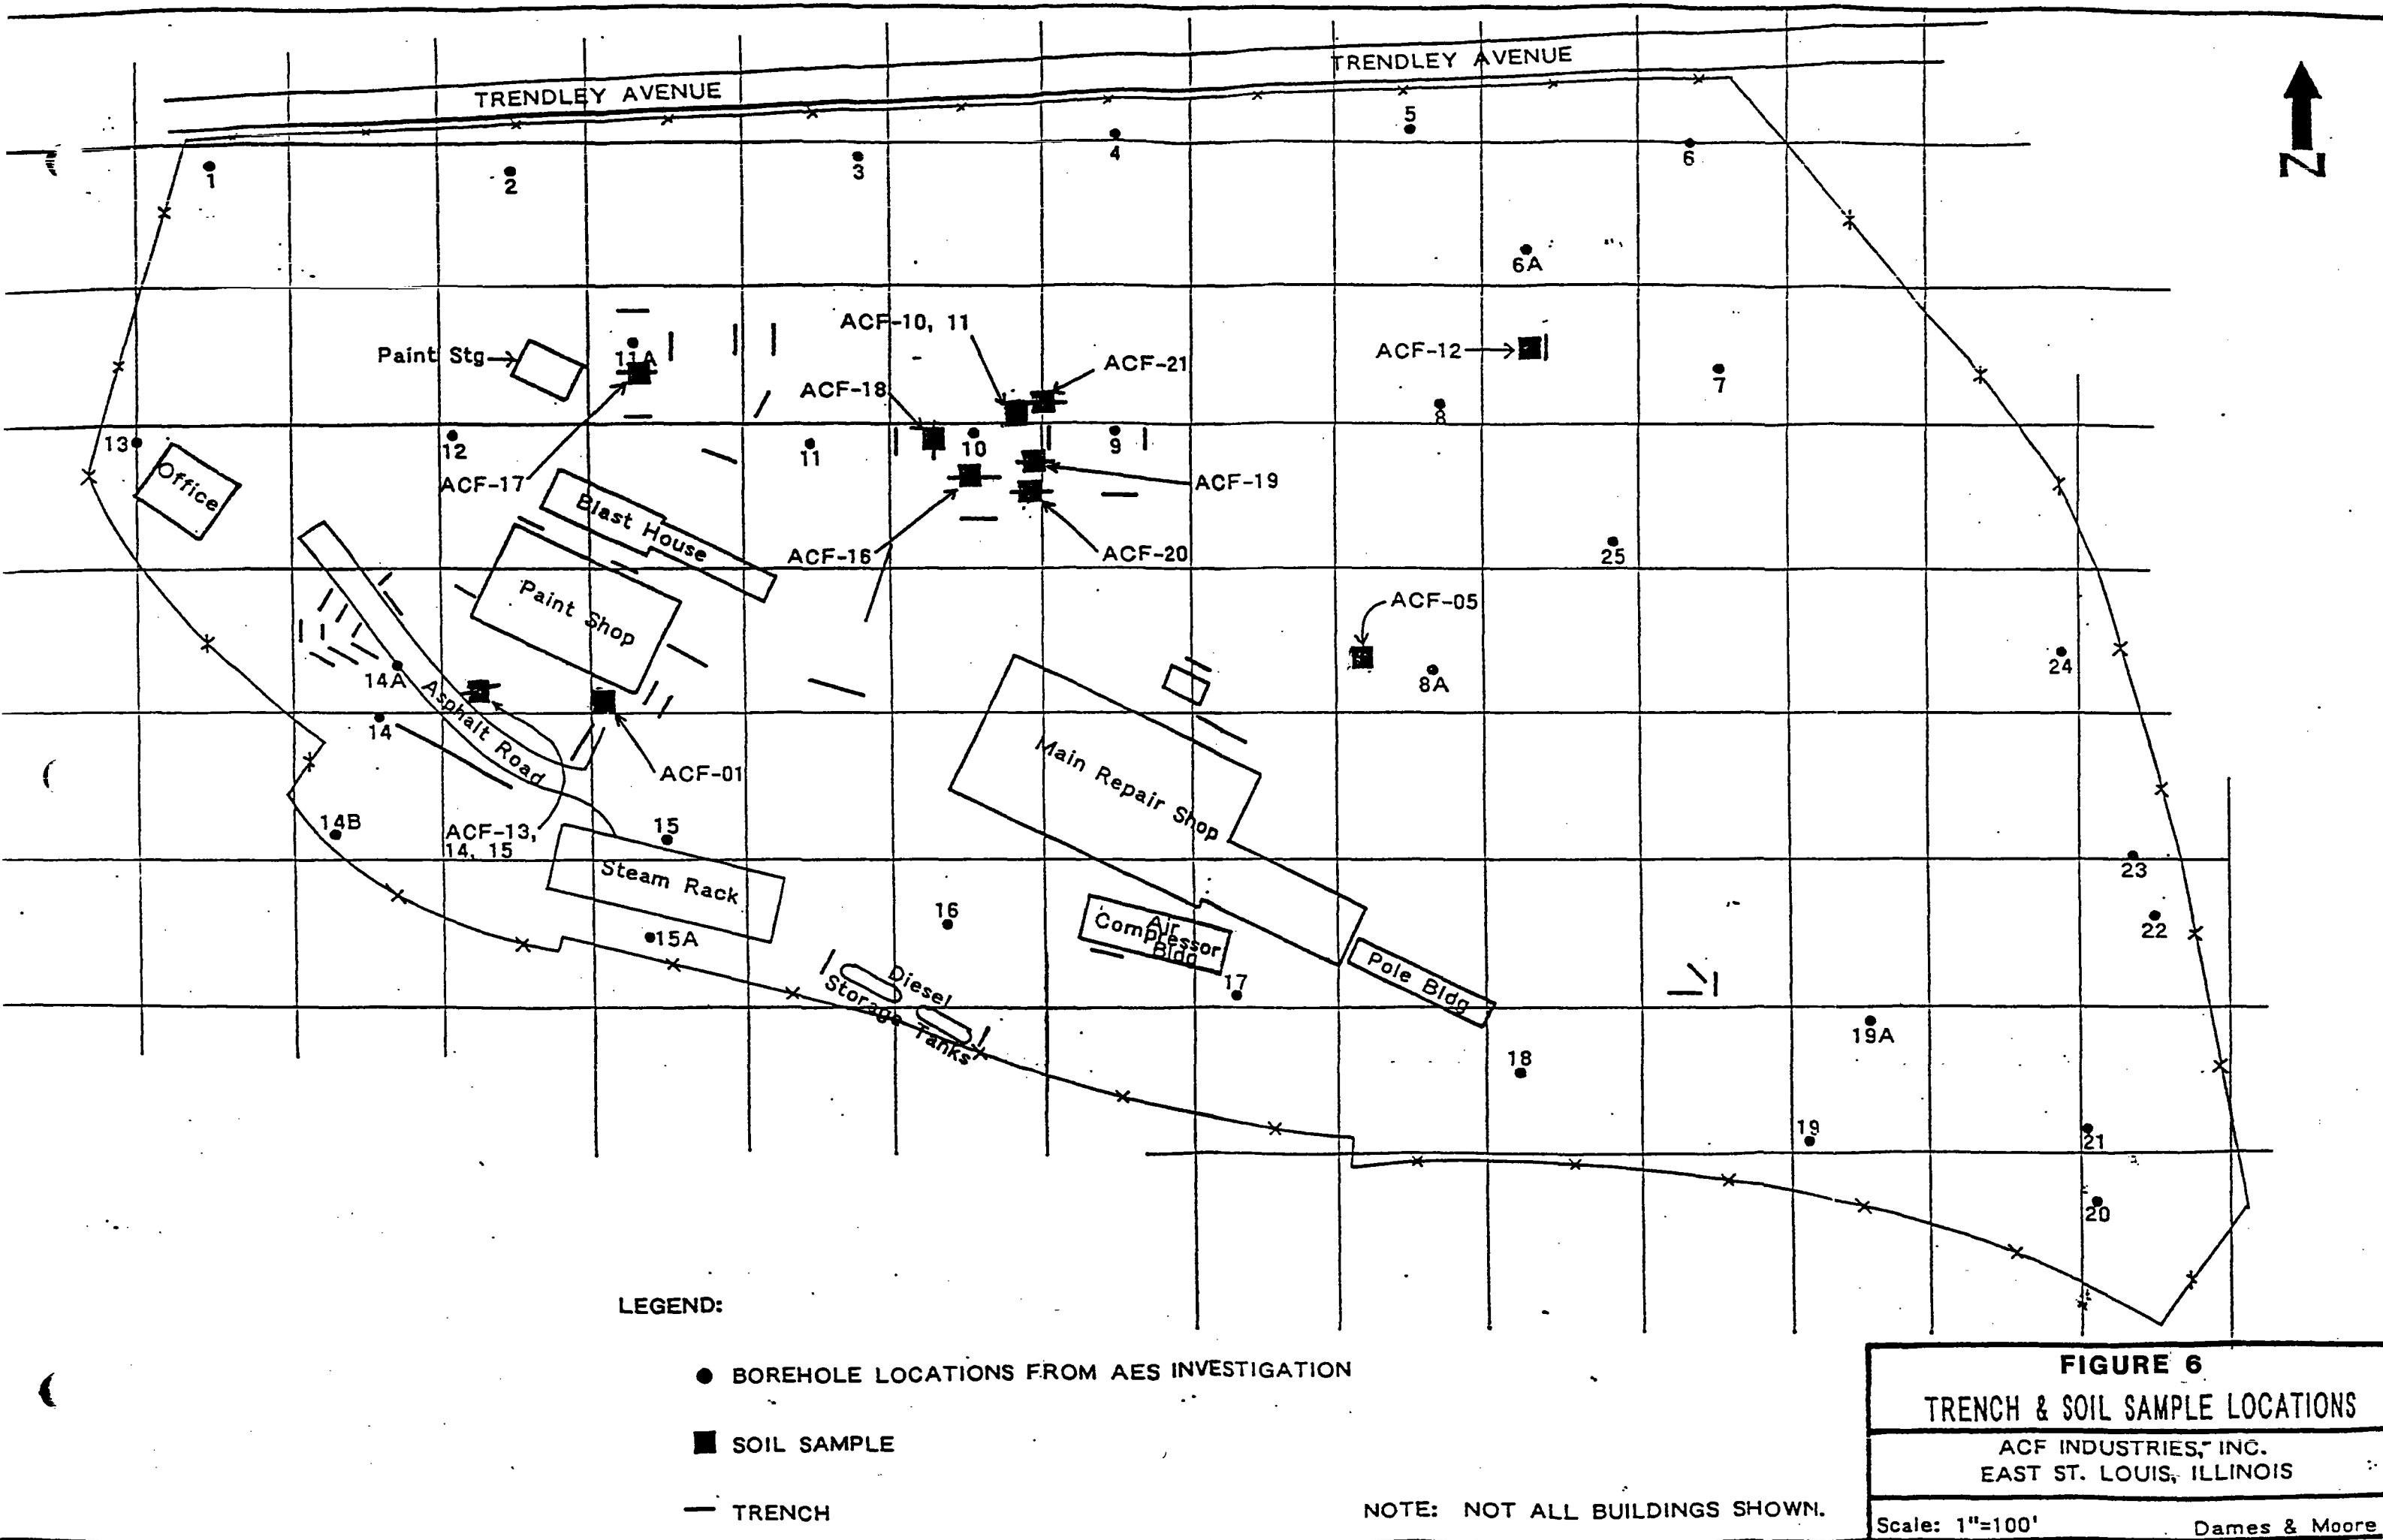 TRENDLEY AVENUE
TRENDLEY AVENUE
N
1
2
3
4
5
6
6A
ACF-10, 11
ACF-21
ACF-12
Paint Stg
11A
ACF-18
7
8
13
12
11
10
9
Office
ACF-17
Blast House
ACF-19
ACF-16
ACF-20
25
Paint Shop
ACF-05
14A
8A
24
Asphalt Road
14
ACF-01
Main Repair Shop
14B
ACF-13,
14, 15
15
Steam Rack
23
16
15A
Air
Compressor
Bldg
22
Diesel
Storage Tanks
17
Pole Bldg
19A
18
19
21
20
LEGEND:
BOREHOLE LOCATIONS FROM AES INVESTIGATION
SOIL SAMPLE
TRENCH
NOTE: NOT ALL BUILDINGS SHOWN.
FIGURE 6
TRENCH & SOIL SAMPLE LOCATIONS
ACF INDUSTRIES, INC.
EAST ST. LOUIS, ILLINOIS
Scale: 1"=100'
Dames & Moore